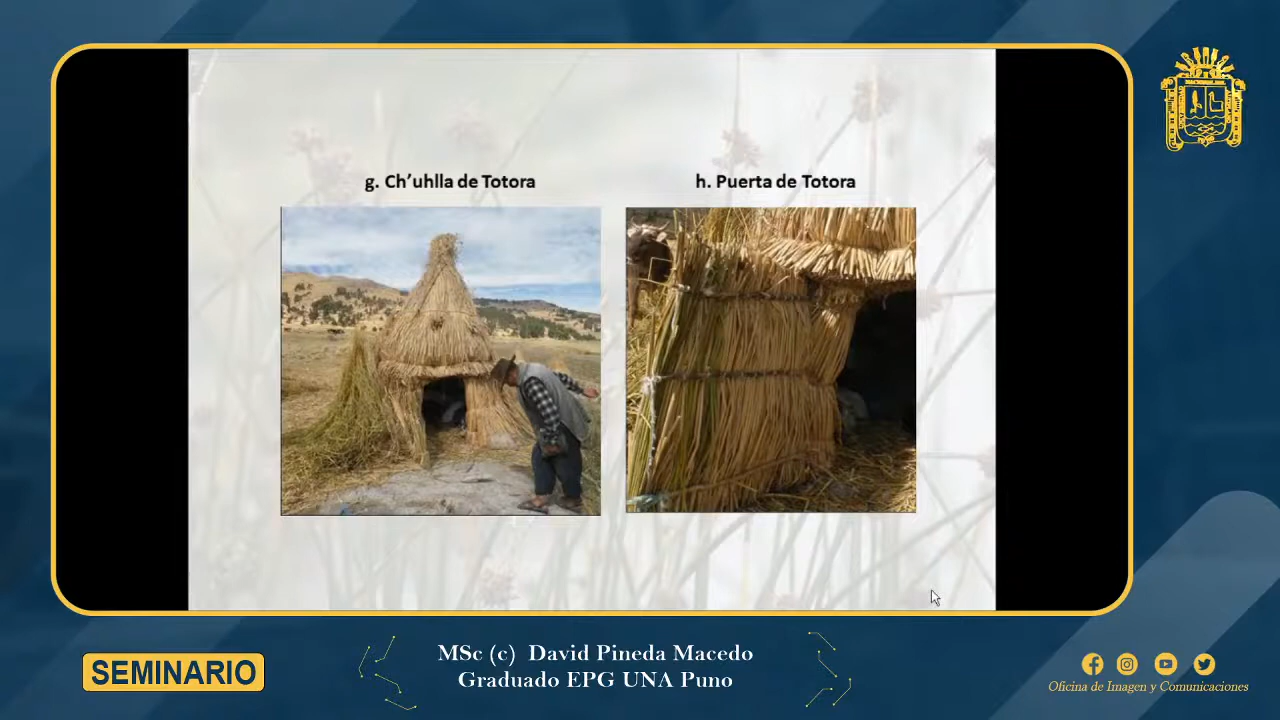 g. Ch’uhlla de Totora
h. Puerta de Totora
SEMINARIO
MSc (c) David Pineda Macedo
Graduado EPG UNA Puno
Oficina de Imagen y Comunicaciones